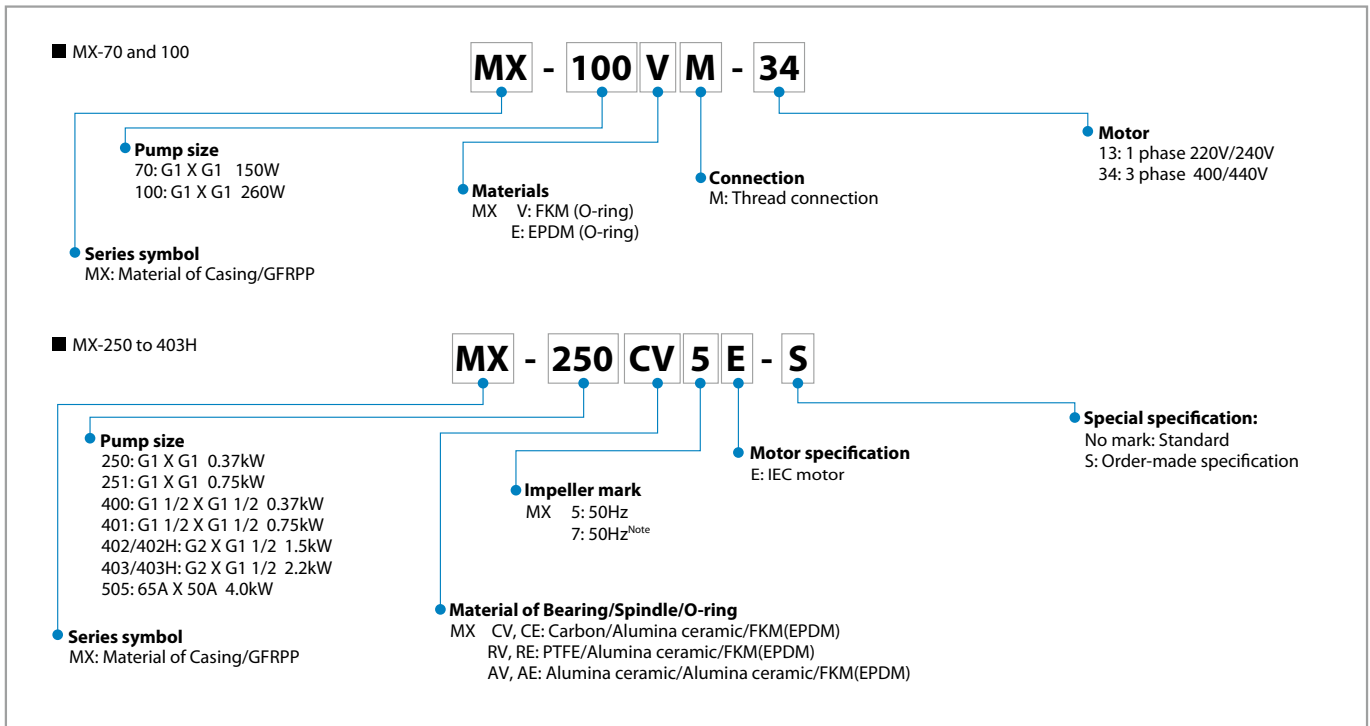 ■ MX-70 and 100
MX - 100 V M - 34
Pump size
70: G1 X G1 150W
100: G1 X G1 260W
Materials
MX V: FKM (O-ring)
E: EPDM (O-ring)
Connection
M: Thread connection
Motor
13: 1 phase 220V/240V
34: 3 phase 400/440V
Series symbol
MX: Material of Casing/GFRPP
■ MX-250 to 403H
MX - 250 CV 5 E - S
Pump size
250: G1 X G1 0.37kW
251: G1 X G1 0.75kW
400: G1 1/2 X G1 1/2 0.37kW
401: G1 1/2 X G1 1/2 0.75kW
402/402H: G2 X G1 1/2 1.5kW
403/403H: G2 X G1 1/2 2.2kW
505: 65A X 50A 4.0kW
Impeller mark
MX 5: 50Hz
7: 50HzNote
Motor specification
E: IEC motor
Special specification:
No mark: Standard
S: Order-made specification
Material of Bearing/Spindle/O-ring
MX CV, CE: Carbon/Alumina ceramic/FKM(EPDM)
RV, RE: PTFE/Alumina ceramic/FKM(EPDM)
AV, AE: Alumina ceramic/Alumina ceramic/FKM(EPDM)
Series symbol
MX: Material of Casing/GFRPP